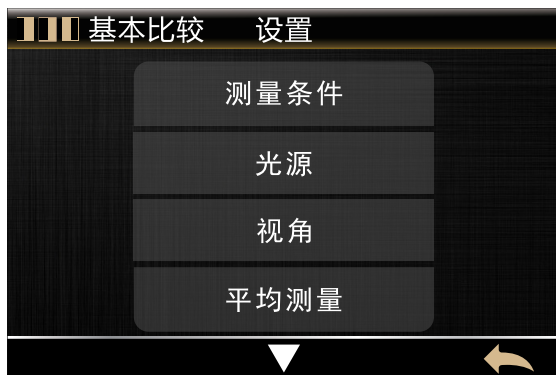 基本比较 设置
测量条件
光源
视角
平均测量